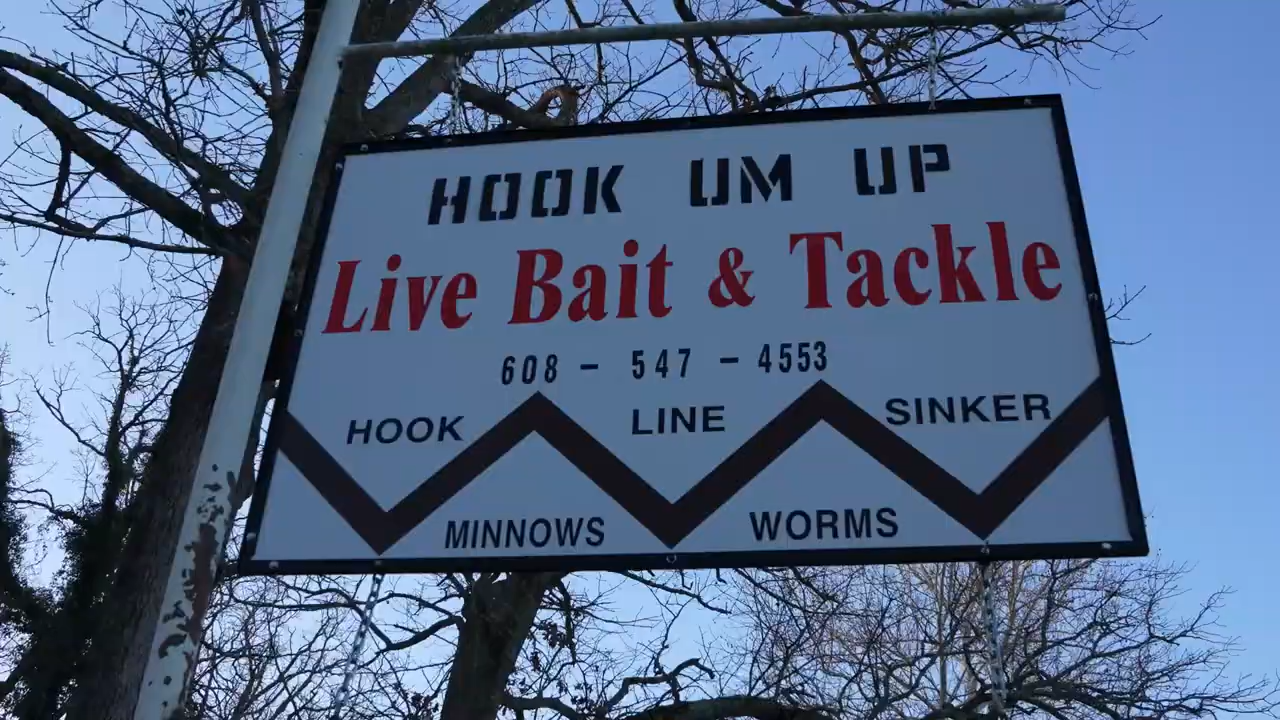 HOOK UM UP
Live Bait & Tackle
608 - 547 - 4553
HOOK LINE SINKER
MINNOWS WORMS